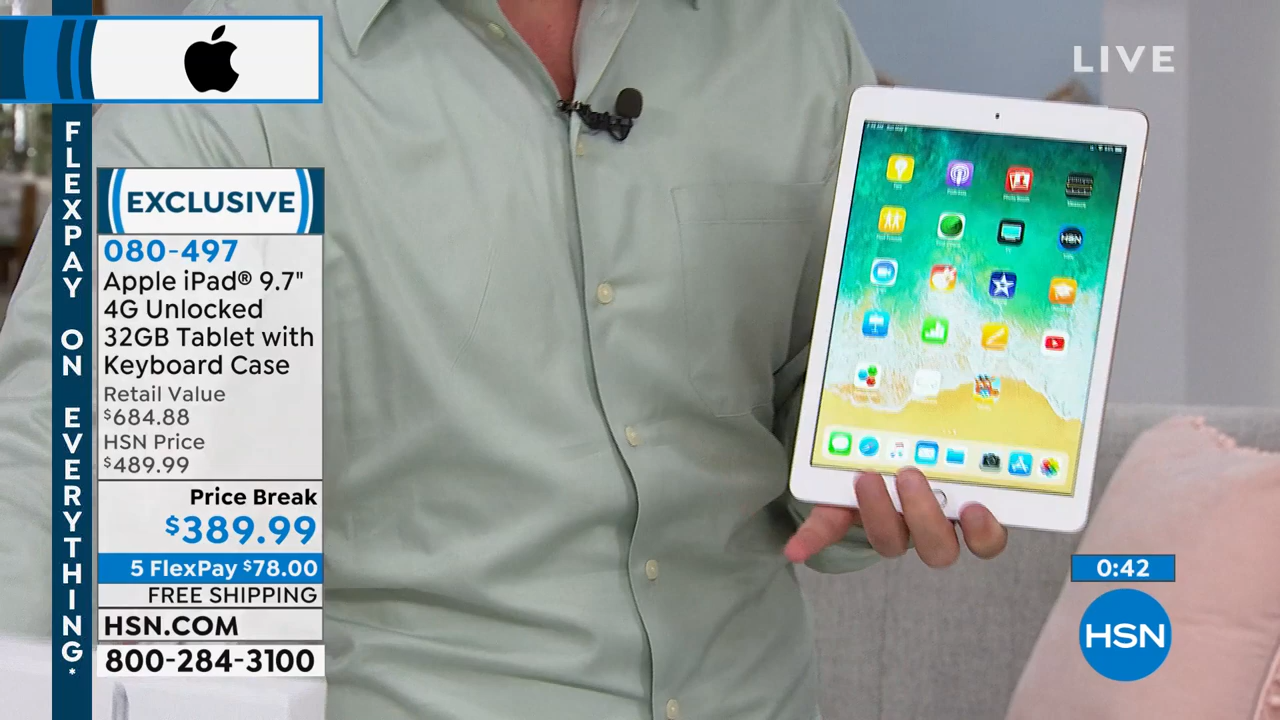 LIVE
FLEXPAY ON EVERYTHING*
EXCLUSIVE
080-497
Apple iPad® 9.7"
4G Unlocked
32GB Tablet with
Keyboard Case
Retail Value
$684.88
HSN Price
$489.99
Price Break
$389.99
5 FlexPay $78.00
FREE SHIPPING
HSN.COM
800-284-3100
HSN
0:42
HSN